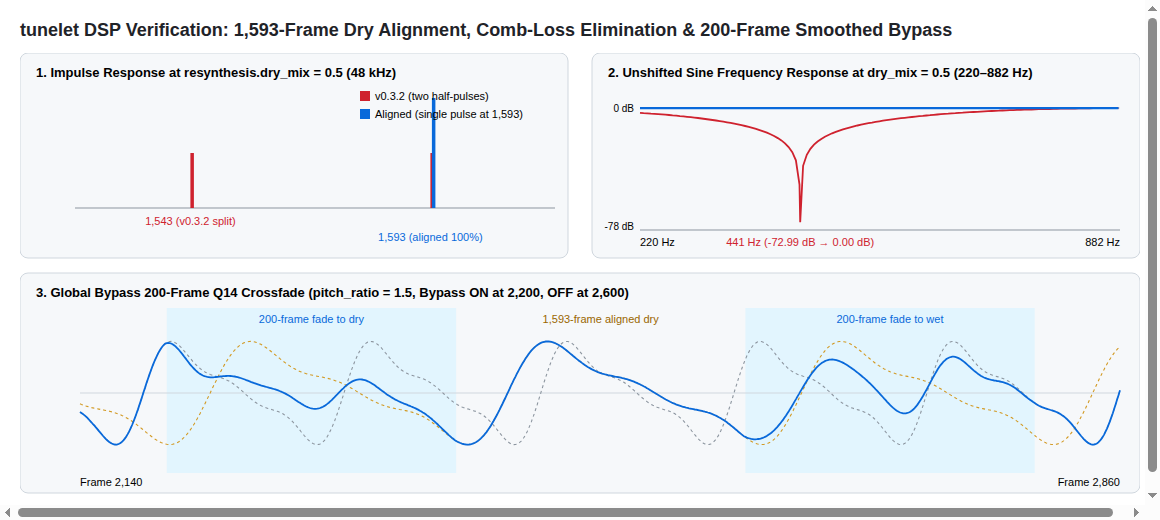 tunelet DSP Verification: 1,593-Frame Dry Alignment, Comb-Loss Elimination & 200-Frame Smoothed Bypass
1. Impulse Response at resynthesis.dry_mix = 0.5 (48 kHz)
v0.3.2 (two half-pulses)
Aligned (single pulse at 1,593)
1,543 (v0.3.2 split)
1,593 (aligned 100%)
2. Unshifted Sine Frequency Response at dry_mix = 0.5 (220–882 Hz)
0 dB
-78 dB
220 Hz
441 Hz (-72.99 dB → 0.00 dB)
882 Hz
3. Global Bypass 200-Frame Q14 Crossfade (pitch_ratio = 1.5, Bypass ON at 2,200, OFF at 2,600)
200-frame fade to dry
1,593-frame aligned dry
200-frame fade to wet
Frame 2,140
Frame 2,860